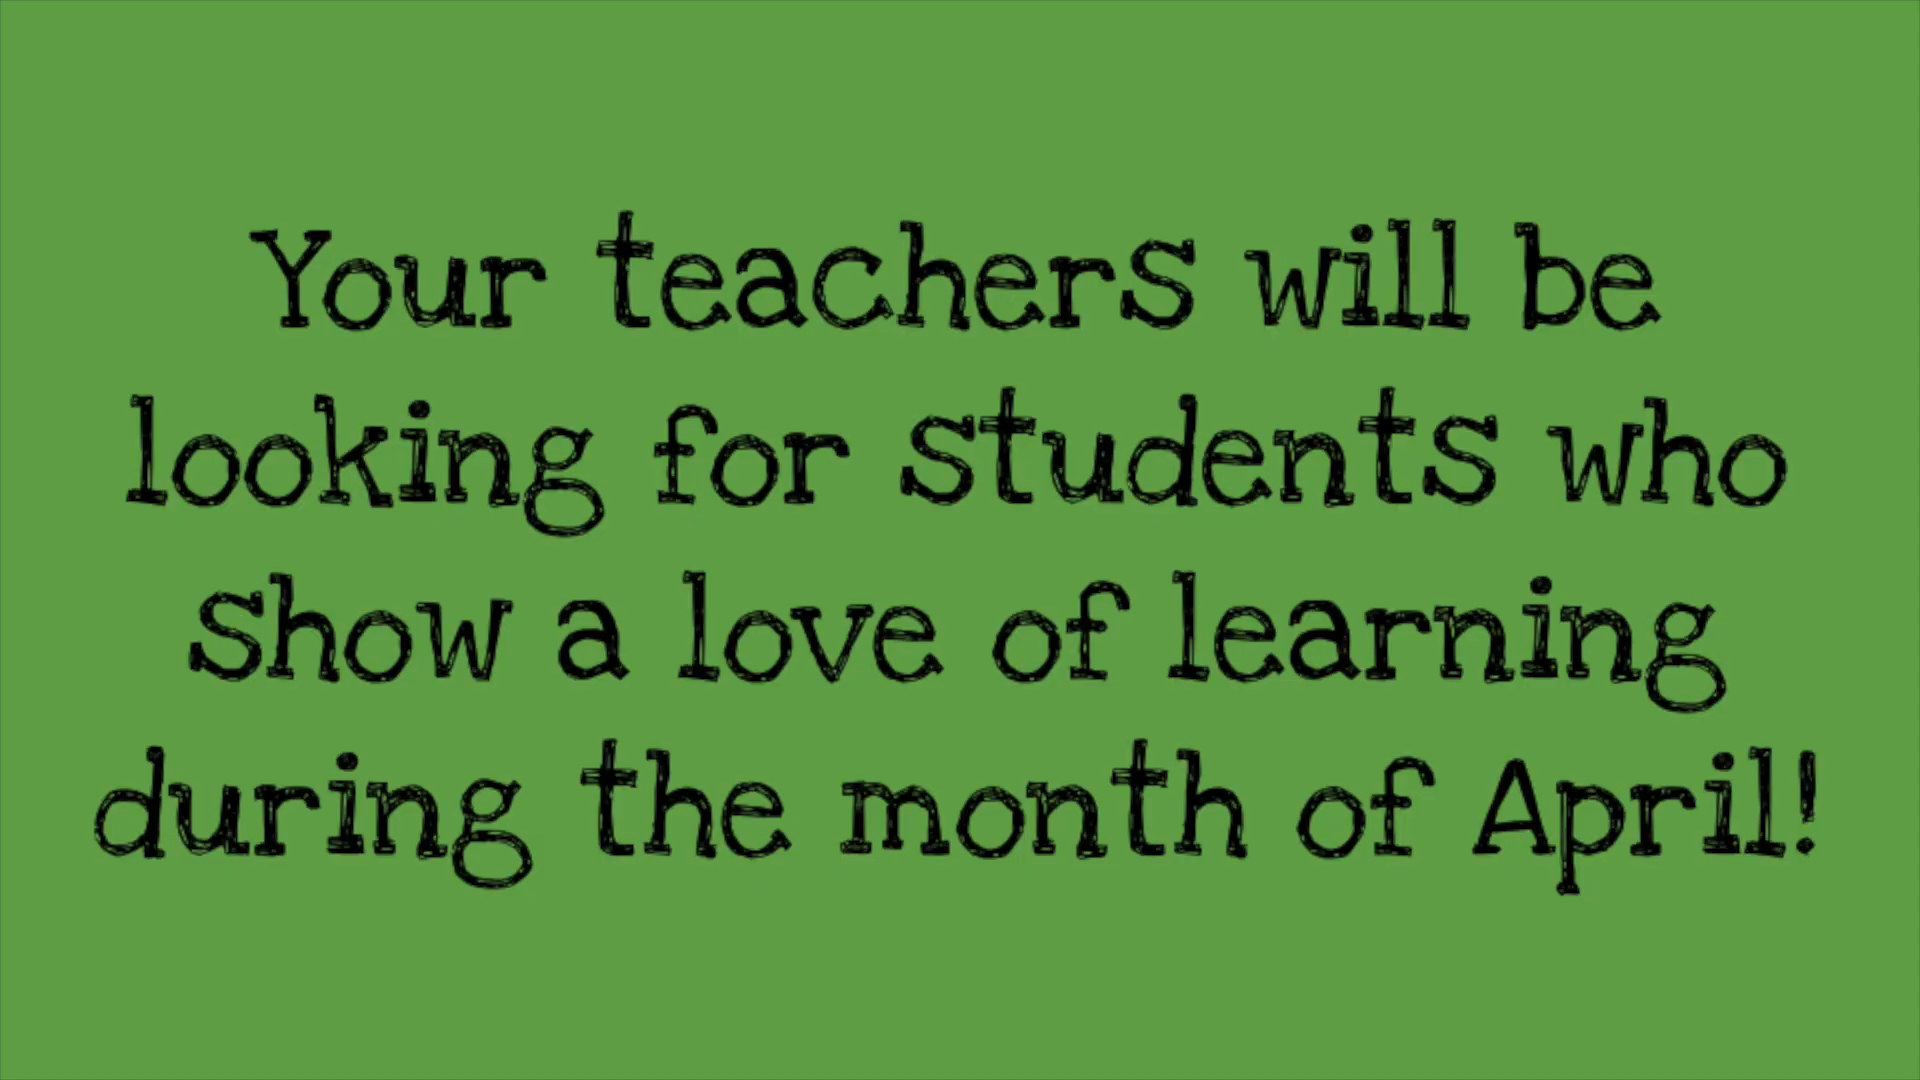 Your teachers will be
looking for students who
show a love of learning
during the month of April!